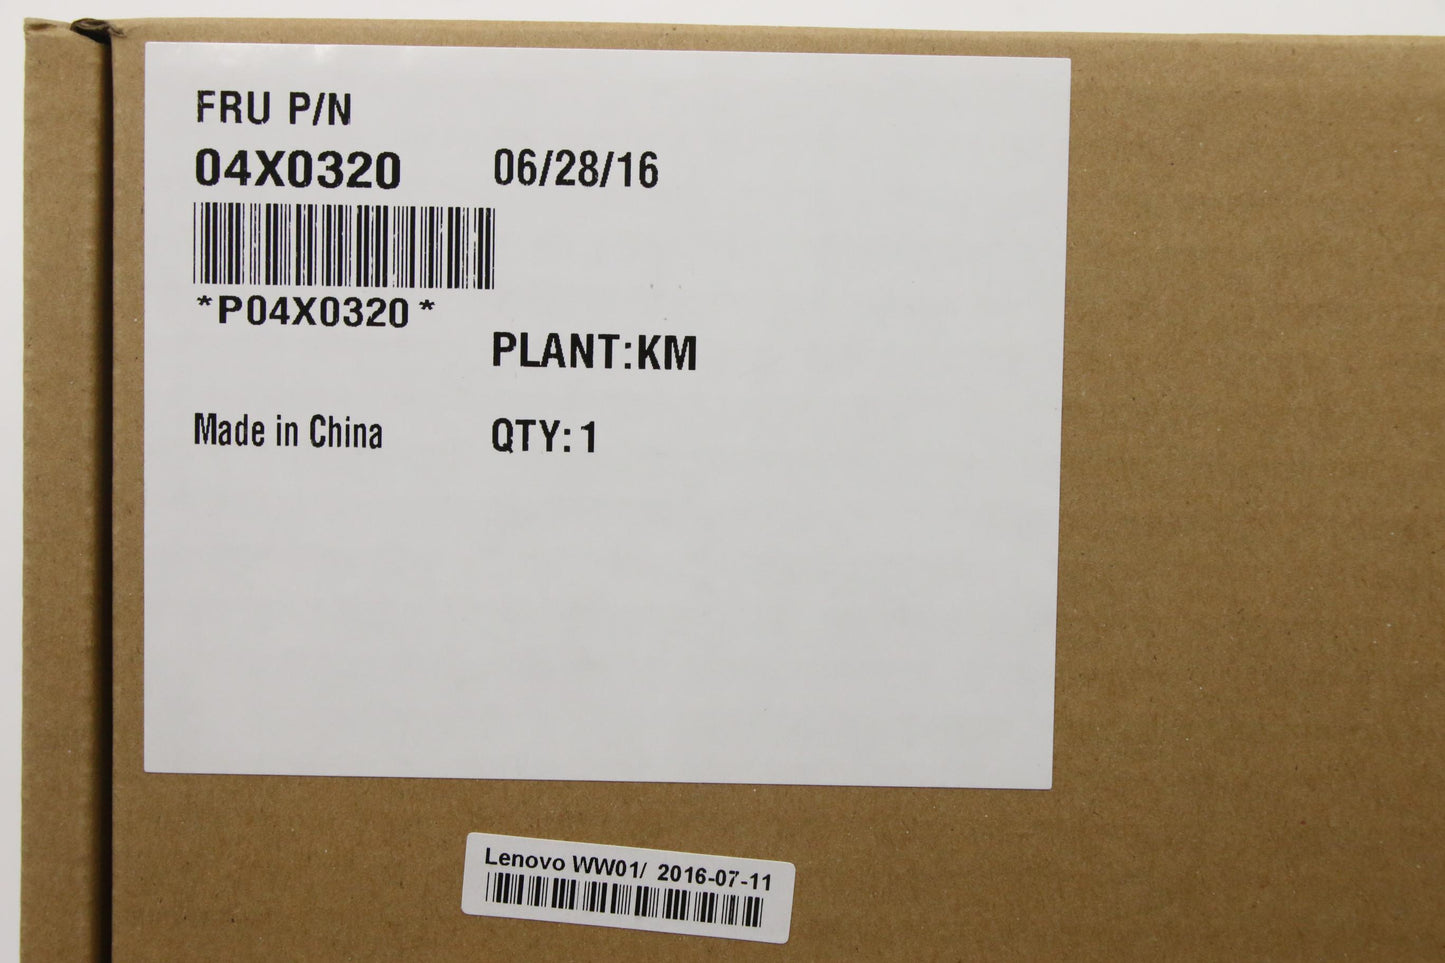 FRU P/N
04X0320 06/28/16
*P04X0320*
PLANT:KM
Made in China QTY:1
Lenovo WW01/ 2016-07-11